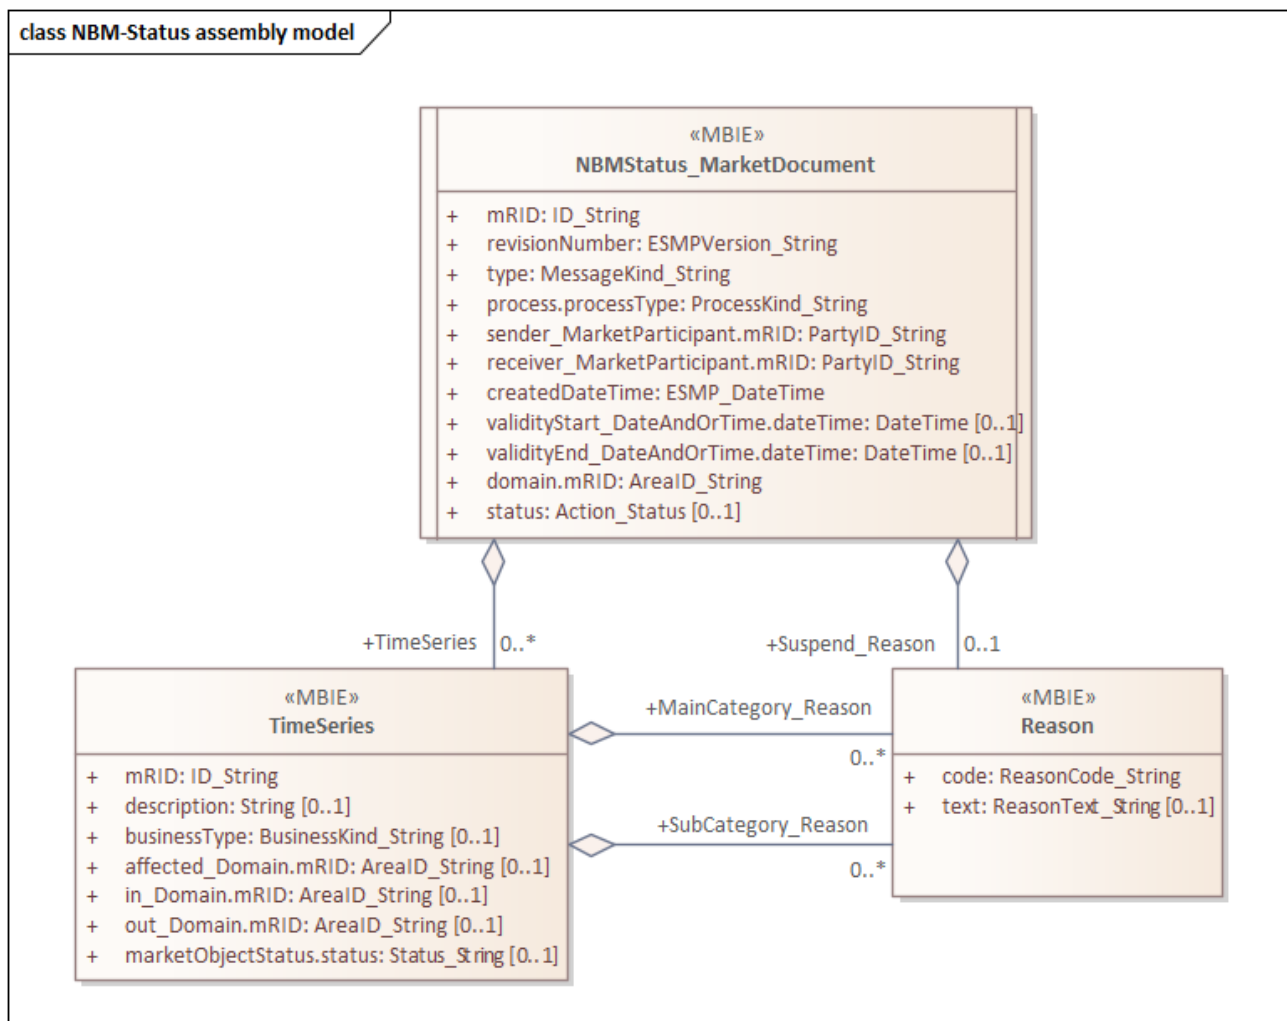 class NBM-Status assembly model
«MBIE»
NBMStatus_MarketDocument
+ mRID: ID_String
+ revisionNumber: ESMPVersion_String
+ type: MessageKind_String
+ process.processType: ProcessKind_String
+ sender_MarketParticipant.mRID: PartyID_String
+ receiver_MarketParticipant.mRID: PartyID_String
+ createdDateTime: ESMP_DateTime
+ validityStart_DateAndOrTime.dateTime: DateTime [0..1]
+ validityEnd_DateAndOrTime.dateTime: DateTime [0..1]
+ domain.mRID: AreaID_String
+ status: Action_Status [0..1]
+TimeSeries 0..*
+Suspend_Reason 0..1
«MBIE»
TimeSeries
+ mRID: ID_String
+ description: String [0..1]
+ businessType: BusinessKind_String [0..1]
+ affected_Domain.mRID: AreaID_String [0..1]
+ in_Domain.mRID: AreaID_String [0..1]
+ out_Domain.mRID: AreaID_String [0..1]
+ marketObjectStatus.status: Status_String [0..1]
+MainCategory_Reason
0..*
+SubCategory_Reason
0..*
«MBIE»
Reason
+ code: ReasonCode_String
+ text: ReasonText_String [0..1]